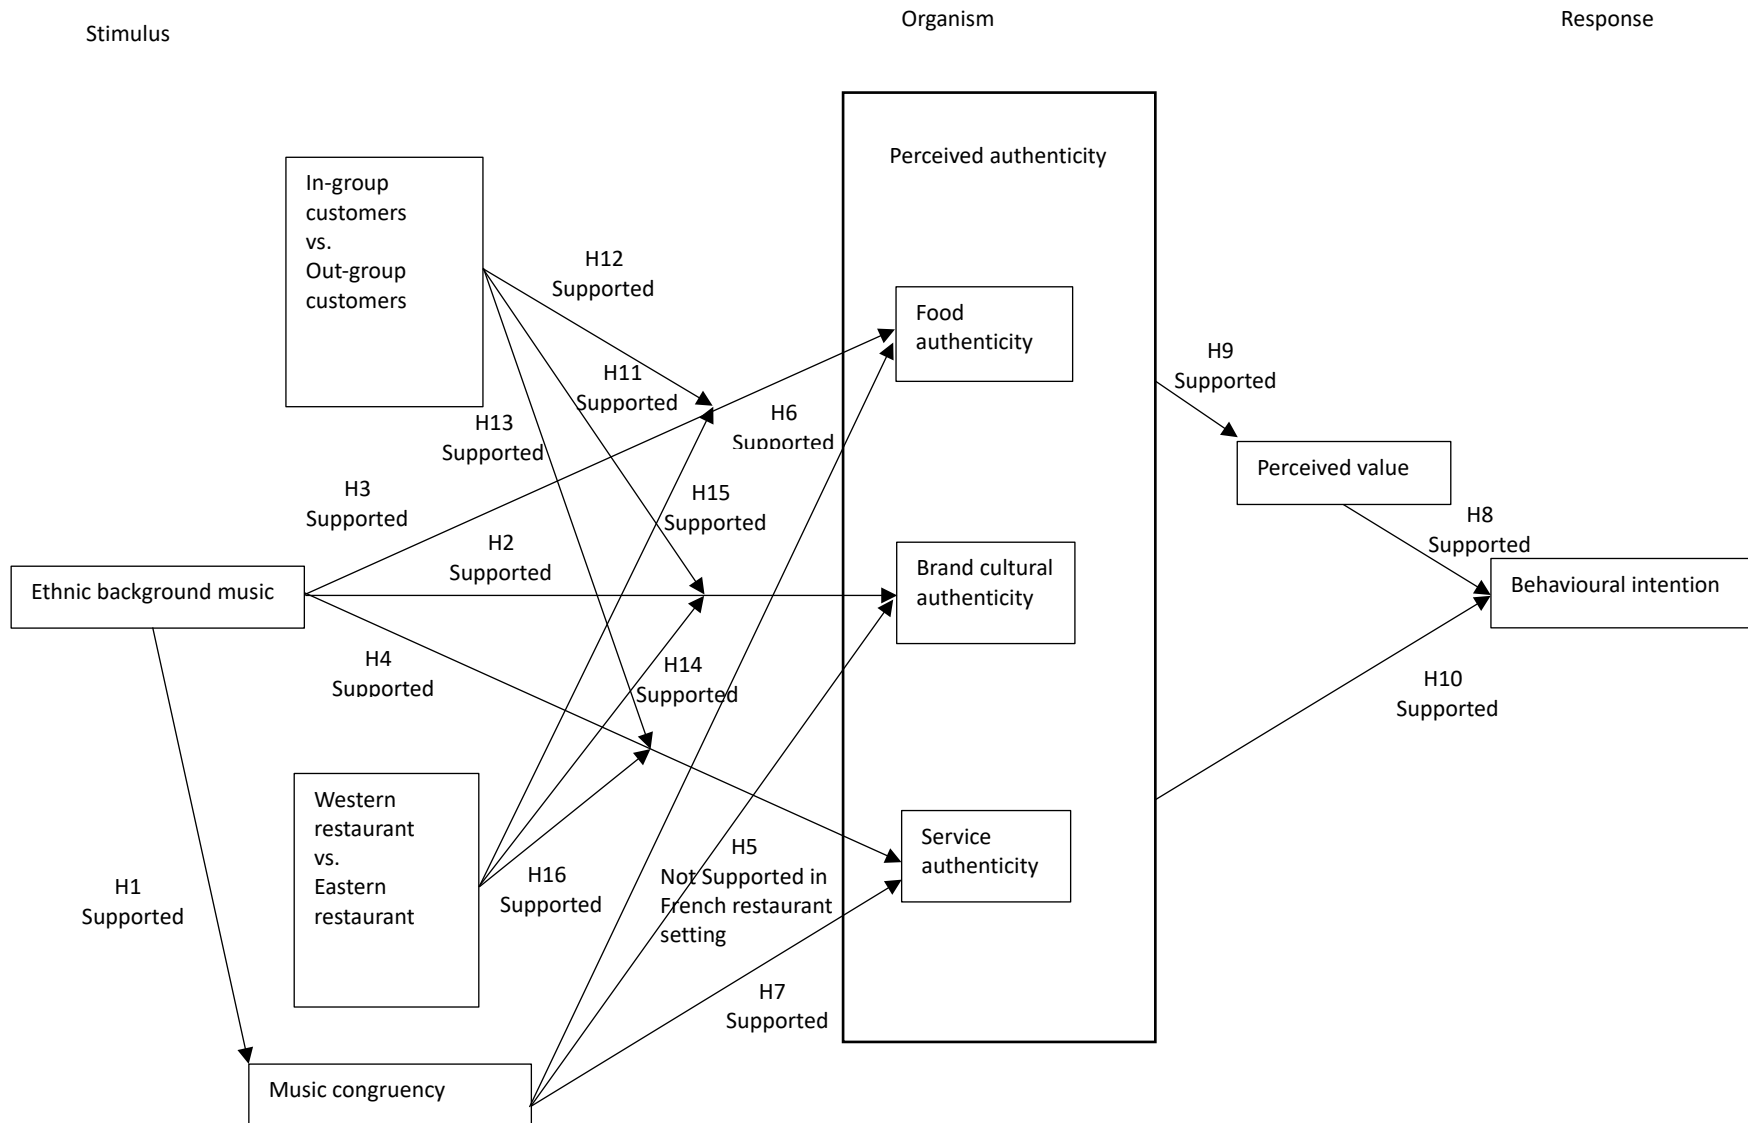 Stimulus
Organism
Response
Perceived authenticity
In-group
customers
vs.
Out-group
customers
H12
Supported
Food
authenticity
H9
Supported
H11
Supported
H6
Supported
H13
Supported
Perceived value
H3
Supported
H15
Supported
H8
Supported
H2
Supported
Ethnic background music
Brand cultural
authenticity
Behavioural intention
H4
Supported
H14
Supported
H10
Supported
Western
restaurant
vs.
Eastern
restaurant
Service
authenticity
H5
Not Supported in
French restaurant
setting
H16
Supported
H1
Supported
H7
Supported
Music congruency